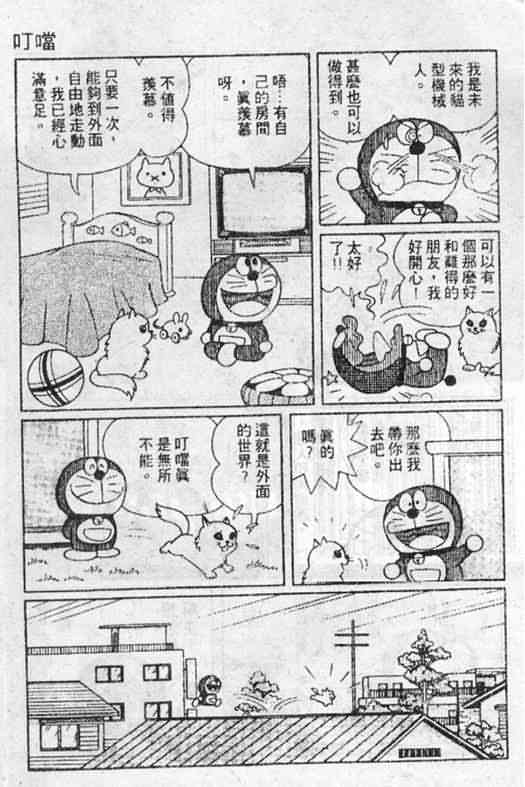 叮噹
我是未
來的貓
型機械
人。
甚麼也可以
做得到。
唔…有自
己的房間
，眞羨慕
呀。
不值得
羨慕。
只要一次，
能夠到外面
自由地走動
，我已經心
滿意足。
可以有一
個那麼好
和難得的
朋友，我
好開心！
太好
了!!
那麼我
帶你出
去吧。
眞的
嗎？
這就是外面
的世界？
叮噹眞
是無所
不能。